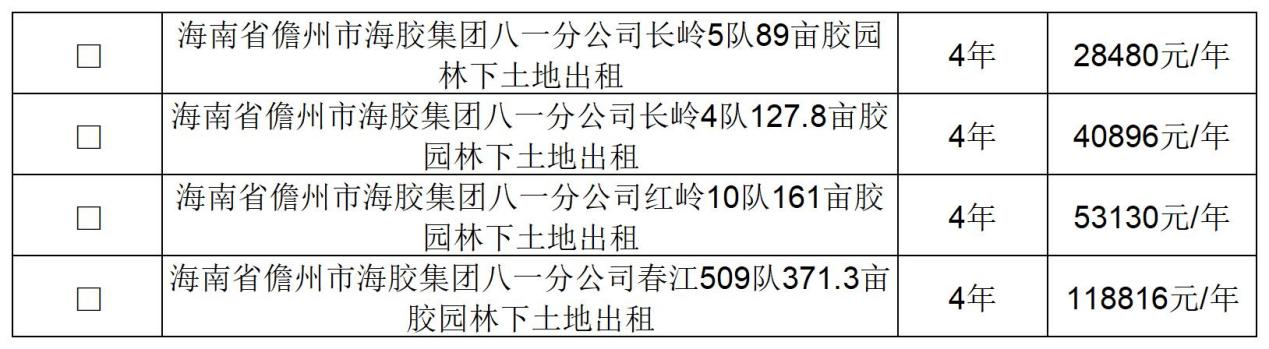 □
海南省儋州市海胶集团八一分公司长岭5队89亩胶园
林下土地出租
4年
28480元/年
□
海南省儋州市海胶集团八一分公司长岭4队127.8亩胶
园林下土地出租
4年
40896元/年
□
海南省儋州市海胶集团八一分公司红岭10队161亩胶
园林下土地出租
4年
53130元/年
□
海南省儋州市海胶集团八一分公司春江509队371.3亩
胶园林下土地出租
4年
118816元/年